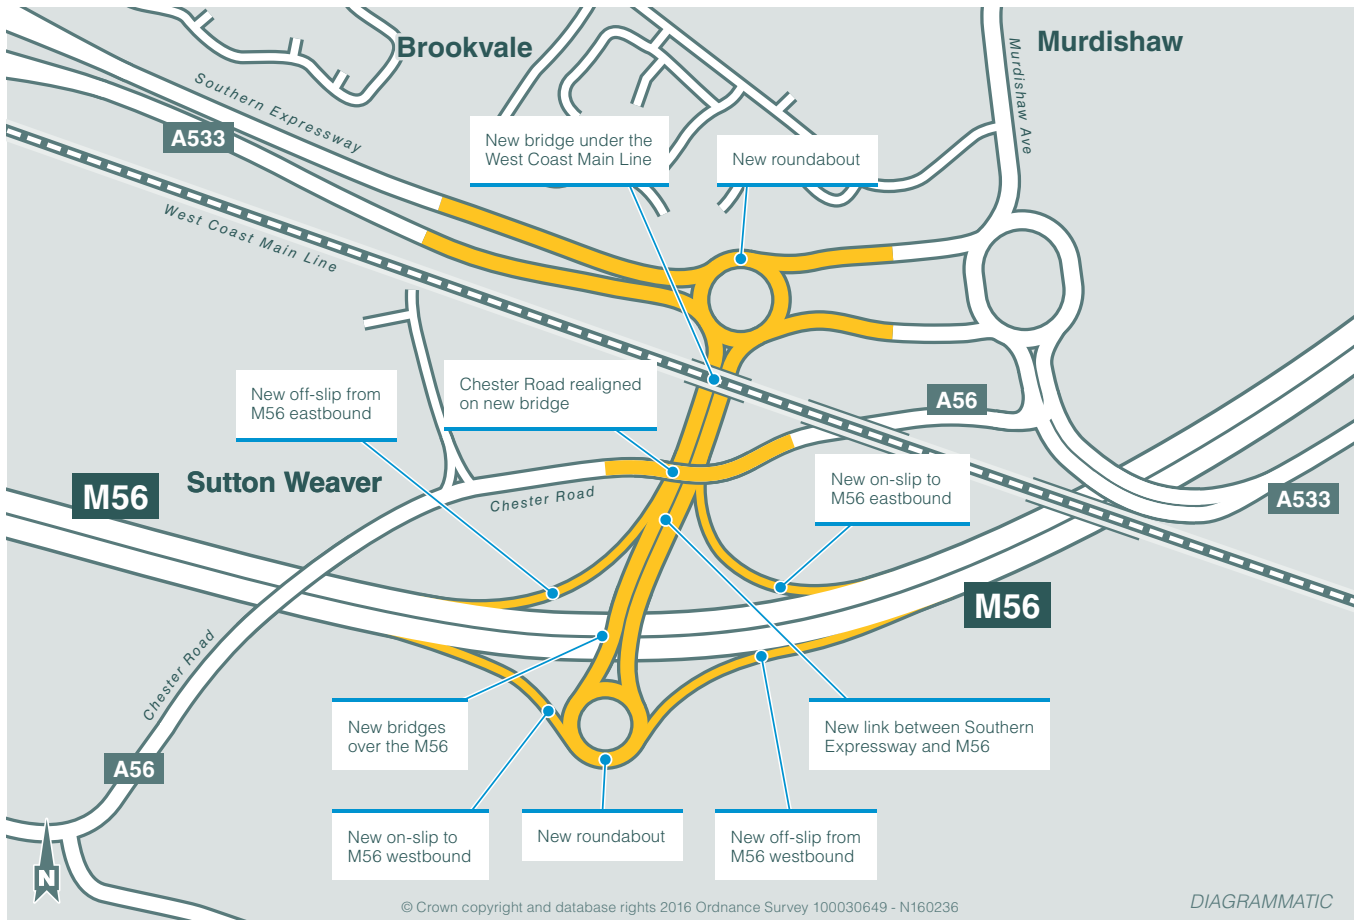 Brookvale
Murdishaw
Southern Expressway
A533
Murdishaw Ave
New bridge under the
West Coast Main Line
New roundabout
West Coast Main Line
New off-slip from
M56 eastbound
Chester Road realigned
on new bridge
A56
Sutton Weaver
M56
Chester Road
New on-slip to
M56 eastbound
A533
M56
Chester Road
New bridges
over the M56
New link between Southern
Expressway and M56
A56
New on-slip to
M56 westbound
New roundabout
New off-slip from
M56 westbound
N
© Crown copyright and database rights 2016 Ordnance Survey 100030649 - N160236
DIAGRAMMATIC